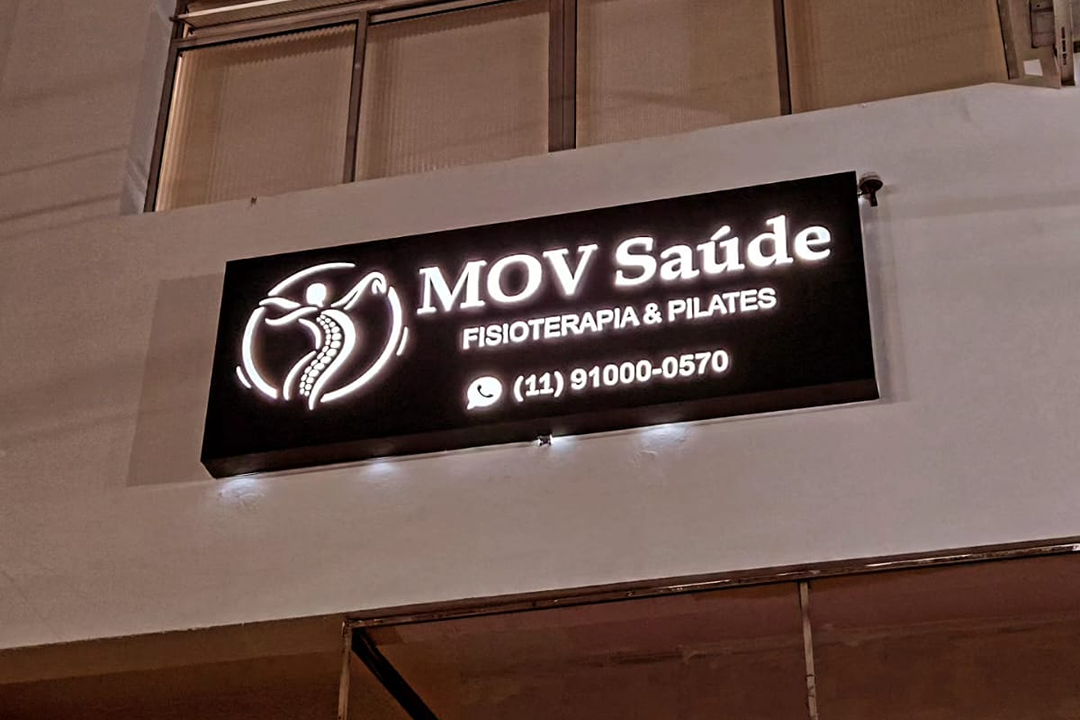 MOV Saúde
FISIOTERAPIA & PILATES
(11) 91000-0570